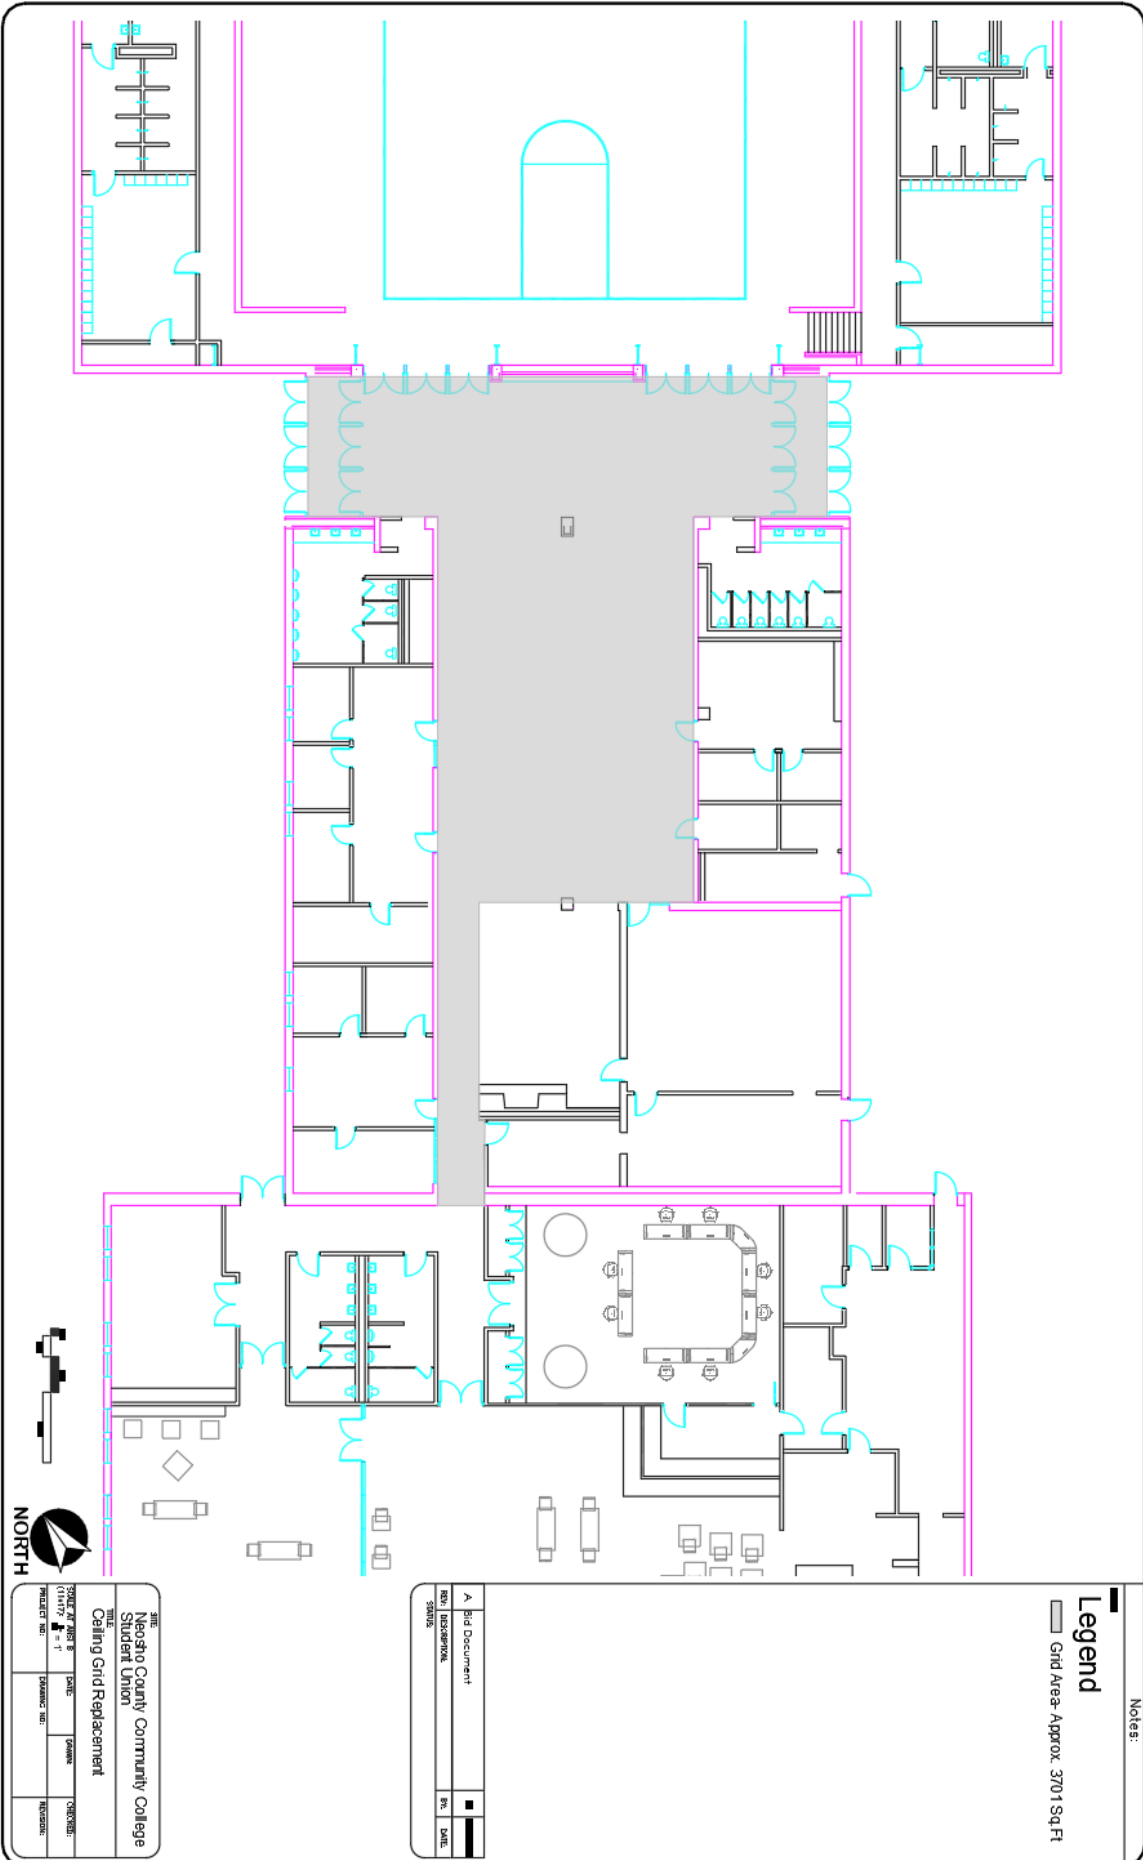 Notes:
Legend
Grid Area- Approx. 3701 Sq.Ft
A Bid Document
REV: DESCRIPTION: BY: DATE:
STATUS:
SITE:
Neosho County Community College
Student Union
TITLE:
Ceiling Grid Replacement
SCALE AT ANSI B
(11x17): = 1' DATE: DRAWN: CHECKED:
PROJECT NO: DRAWING NO: REVISION:
NORTH